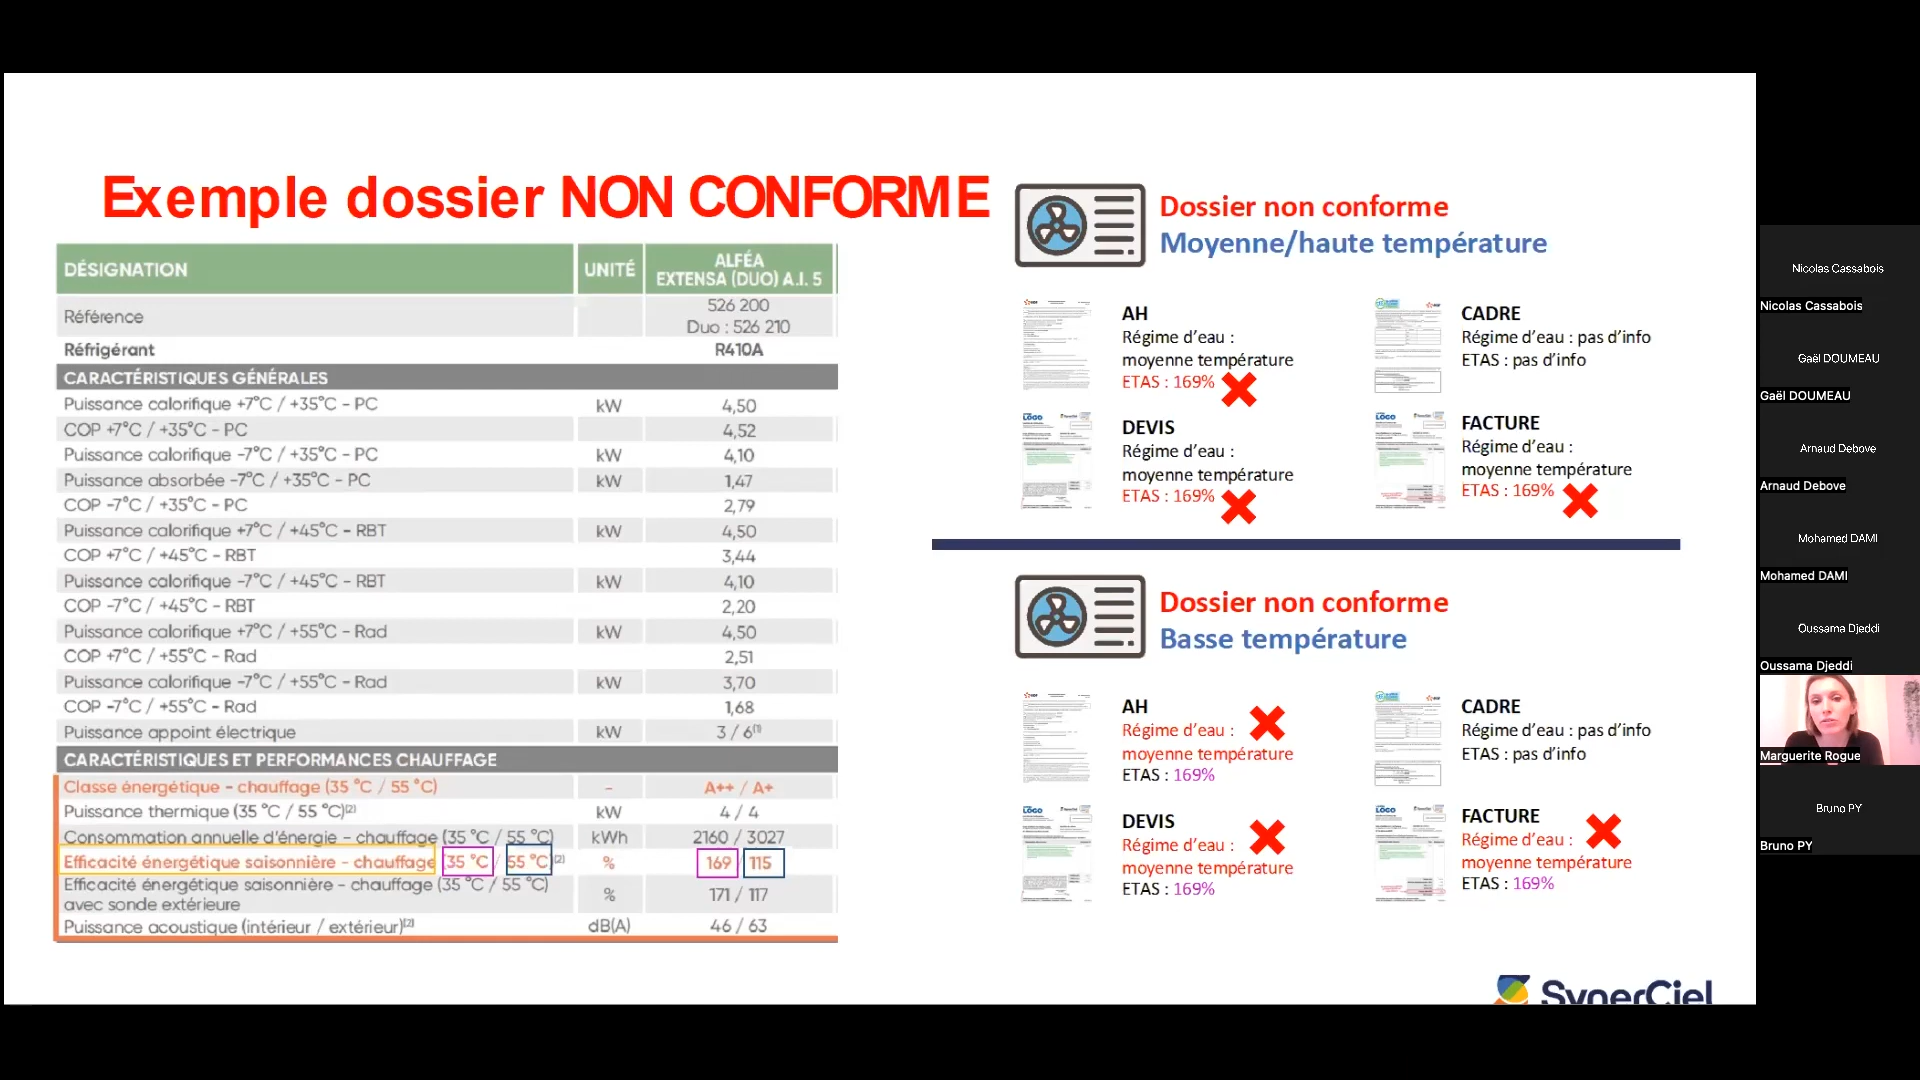 Exemple dossier NON CONFORME
DÉSIGNATION UNITÉ ALFÉA EXTENSA (DUO) A.I. 5
Référence 526 200 Duo : 526 210
Réfrigérant R410A
CARACTÉRISTIQUES GÉNÉRALES
Puissance calorifique +7°C / +35°C - PC kW 4,50
COP +7°C / +35°C - PC 4,52
Puissance calorifique -7°C / +35°C - PC kW 4,10
Puissance absorbée -7°C / +35°C - PC kW 1,47
COP -7°C / +35°C - PC 2,79
Puissance calorifique +7°C / +45°C - RBT kW 4,50
COP +7°C / +45°C - RBT 3,44
Puissance calorifique -7°C / +45°C - RBT kW 4,10
COP -7°C / +45°C - RBT 2,20
Puissance calorifique +7°C / +55°C - Rad kW 4,50
COP +7°C / +55°C - Rad 2,51
Puissance calorifique -7°C / +55°C - Rad kW 3,70
COP -7°C / +55°C - Rad 1,68
Puissance appoint électrique kW 3 / 6(1)
CARACTÉRISTIQUES ET PERFORMANCES CHAUFFAGE
Classe énergétique - chauffage (35 °C / 55 °C) - A++ / A+
Puissance thermique (35 °C / 55 °C)(2) kW 4 / 4
Consommation annuelle d'énergie - chauffage (35 °C / 55 °C) kWh 2160 / 3027
Efficacité énergétique saisonnière - chauffage (35 °C / 55 °C)(2) % 169 / 115
Efficacité énergétique saisonnière - chauffage (35 °C / 55 °C)
avec sonde extérieure % 171 / 117
Puissance acoustique (intérieur / extérieur)(2) dB(A) 46 / 63
Dossier non conforme
Moyenne/haute température
AH
Régime d'eau :
moyenne température
ETAS : 169%
CADRE
Régime d'eau : pas d'info
ETAS : pas d'info
DEVIS
Régime d'eau :
moyenne température
ETAS : 169%
FACTURE
Régime d'eau :
moyenne température
ETAS : 169%
Dossier non conforme
Basse température
AH
Régime d'eau :
moyenne température
ETAS : 169%
CADRE
Régime d'eau : pas d'info
ETAS : pas d'info
DEVIS
Régime d'eau :
moyenne température
ETAS : 169%
FACTURE
Régime d'eau :
moyenne température
ETAS : 169%
LOGO
LOGO
LOGO
LOGO
SynerCiel
Nicolas Cassabois
Nicolas Cassabois
Gaël DOUMEAU
Gaël DOUMEAU
Arnaud Debove
Arnaud Debove
Mohamed DAMI
Mohamed DAMI
Oussama Djeddi
Oussama Djeddi
Marguerite Rogue
Bruno PY
Bruno PY